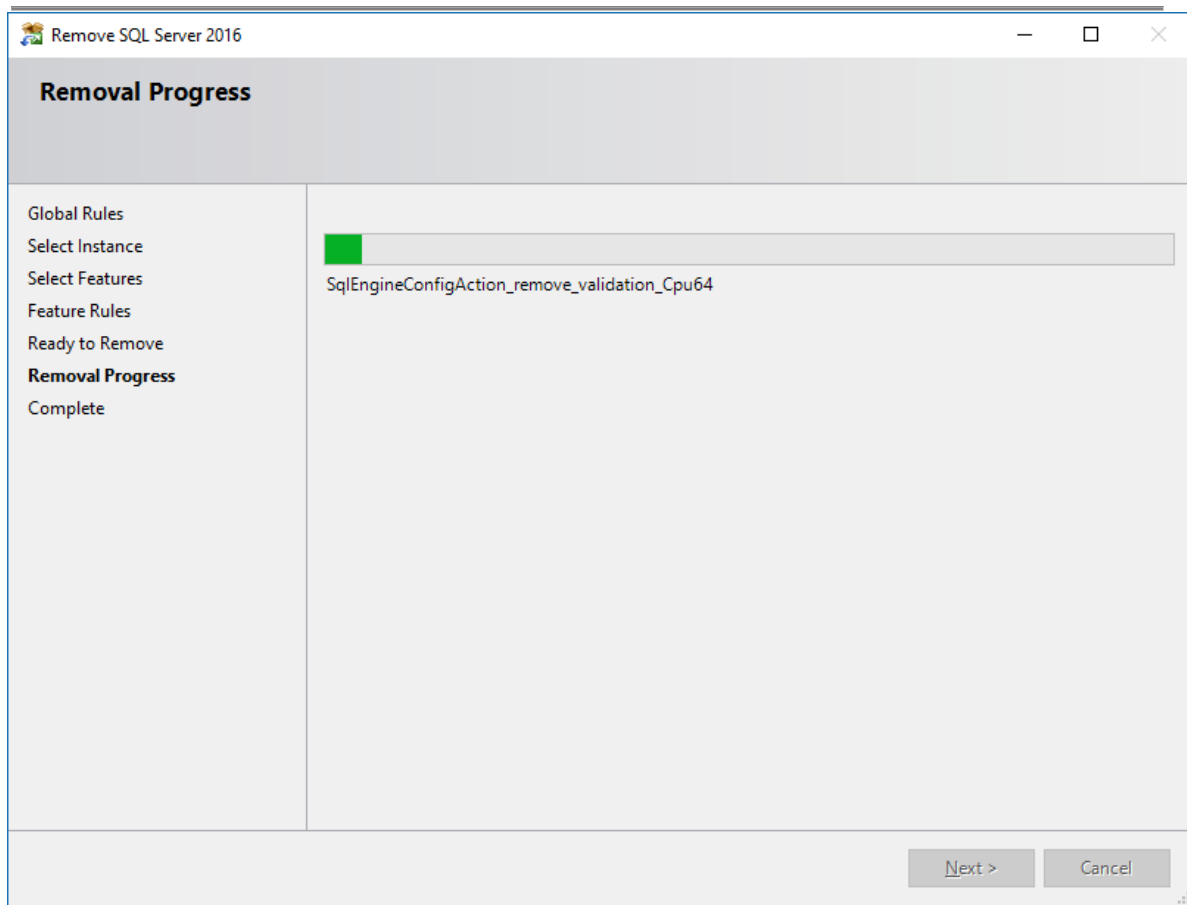 Remove SQL Server 2016
Removal Progress
Global Rules
Select Instance
Select Features
Feature Rules
Ready to Remove
Removal Progress
Complete
SqlEngineConfigAction_remove_validation_Cpu64
Next >
Cancel